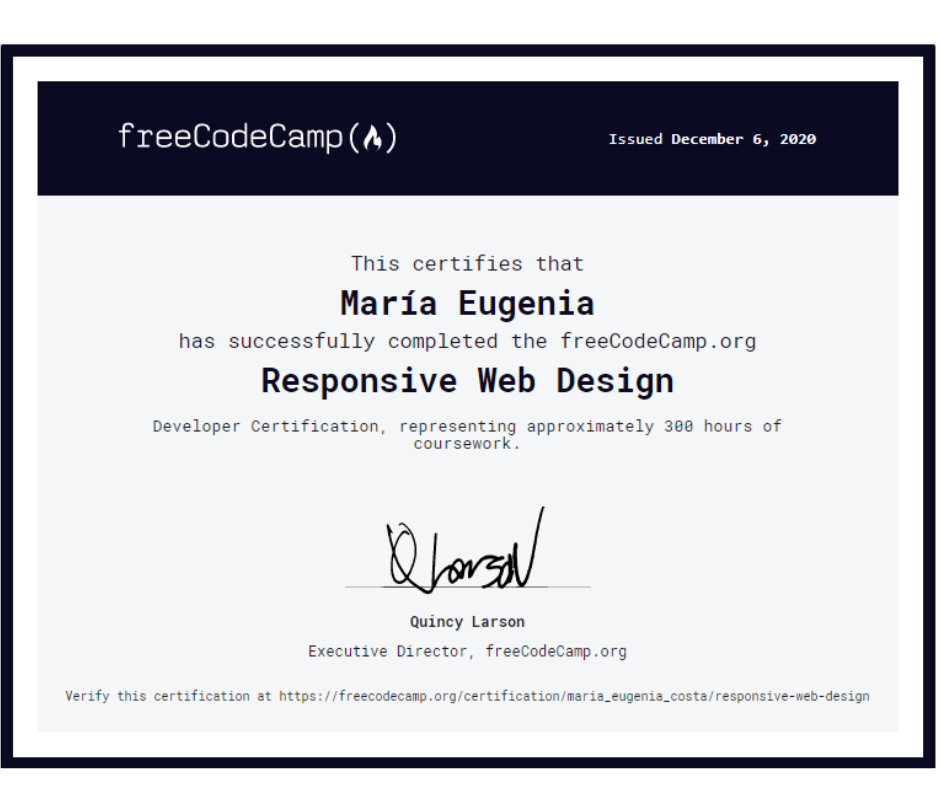 freeCodeCamp(🔥)
Issued December 6, 2020
This certifies that
María Eugenia
has successfully completed the freeCodeCamp.org
Responsive Web Design
Developer Certification, representing approximately 300 hours of
coursework.
Q Larson
Quincy Larson
Executive Director, freeCodeCamp.org
Verify this certification at https://freecodecamp.org/certification/maria_eugenia_costa/responsive-web-design